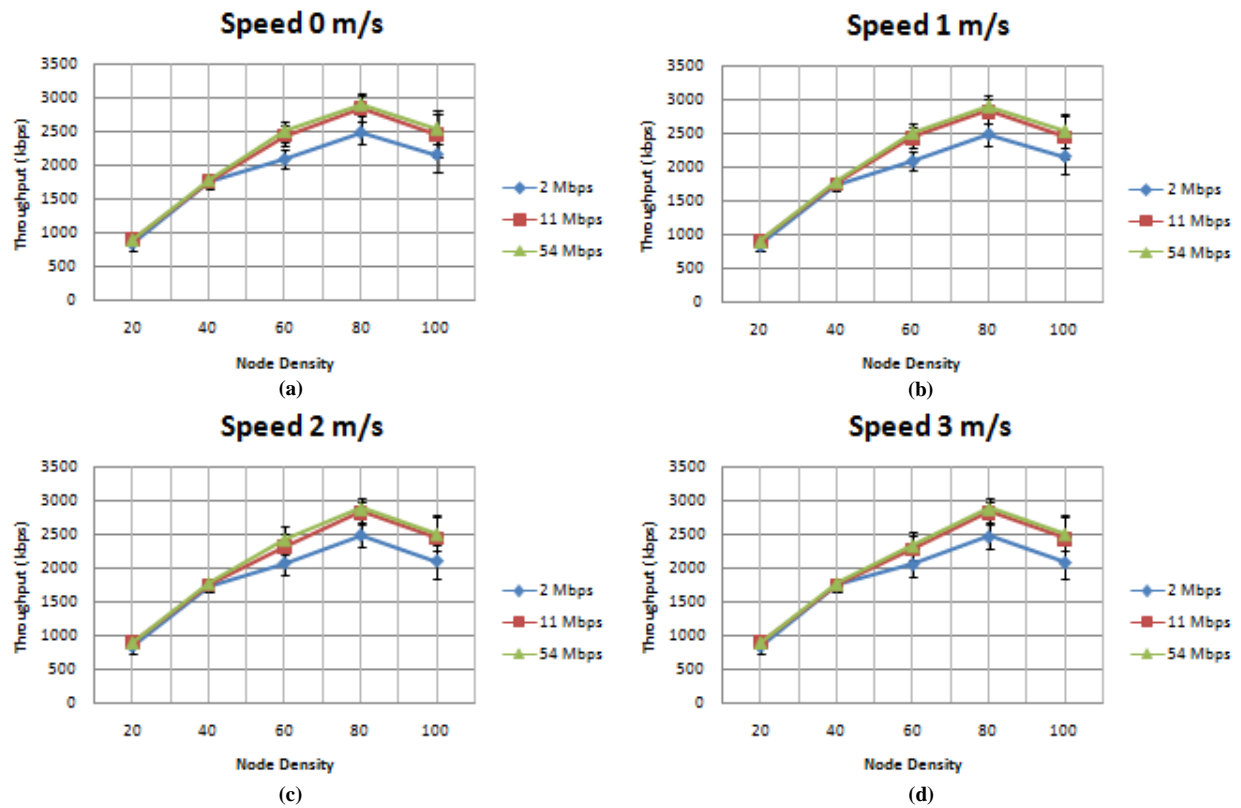 Speed 0 m/s
Throughput (kbps)
3500
3000
2500
2000
1500
1000
500
0
20 40 60 80 100
Node Density
2 Mbps
11 Mbps
54 Mbps
(a)
Speed 1 m/s
Throughput (kbps)
3500
3000
2500
2000
1500
1000
500
0
20 40 60 80 100
Node Density
2 Mbps
11 Mbps
54 Mbps
(b)
Speed 2 m/s
Throughput (kbps)
3500
3000
2500
2000
1500
1000
500
0
20 40 60 80 100
Node Density
2 Mbps
11 Mbps
54 Mbps
(c)
Speed 3 m/s
Throughput (kbps)
3500
3000
2500
2000
1500
1000
500
0
20 40 60 80 100
Node Density
2 Mbps
11 Mbps
54 Mbps
(d)